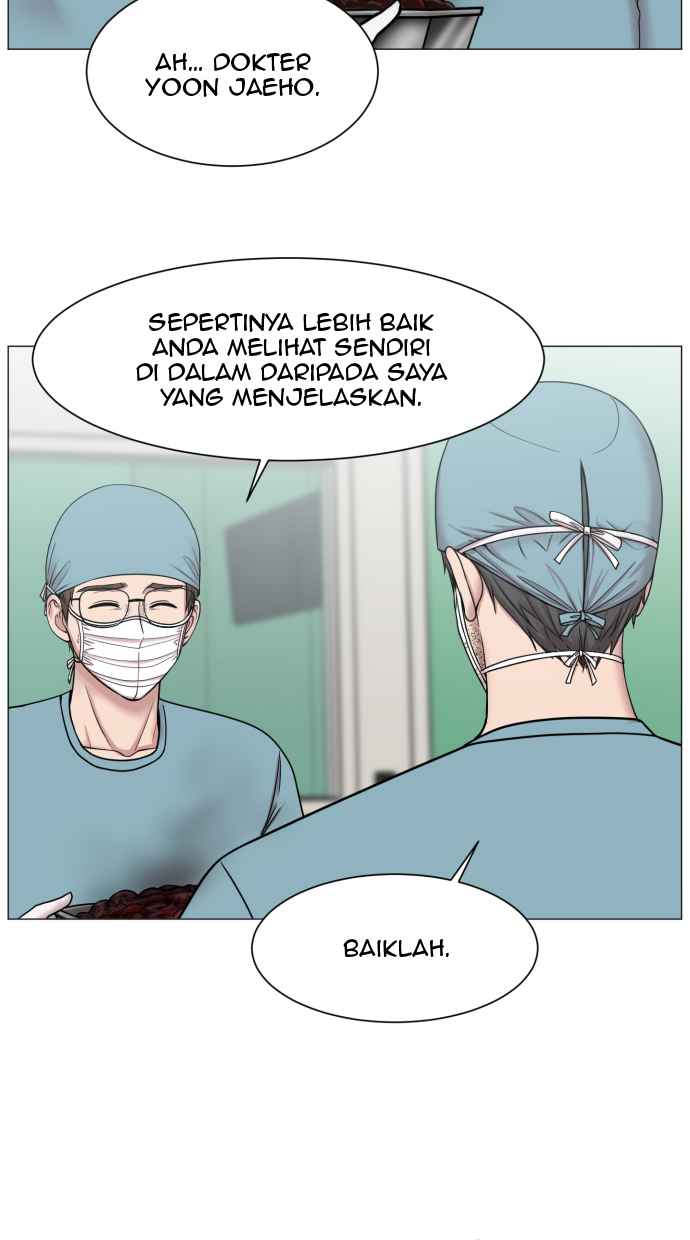 AH... DOKTER
YOON JAEHO.
SEPERTINYA LEBIH BAIK
ANDA MELIHAT SENDIRI
DI DALAM DARIPADA SAYA
YANG MENJELASKAN.
BAIKLAH.